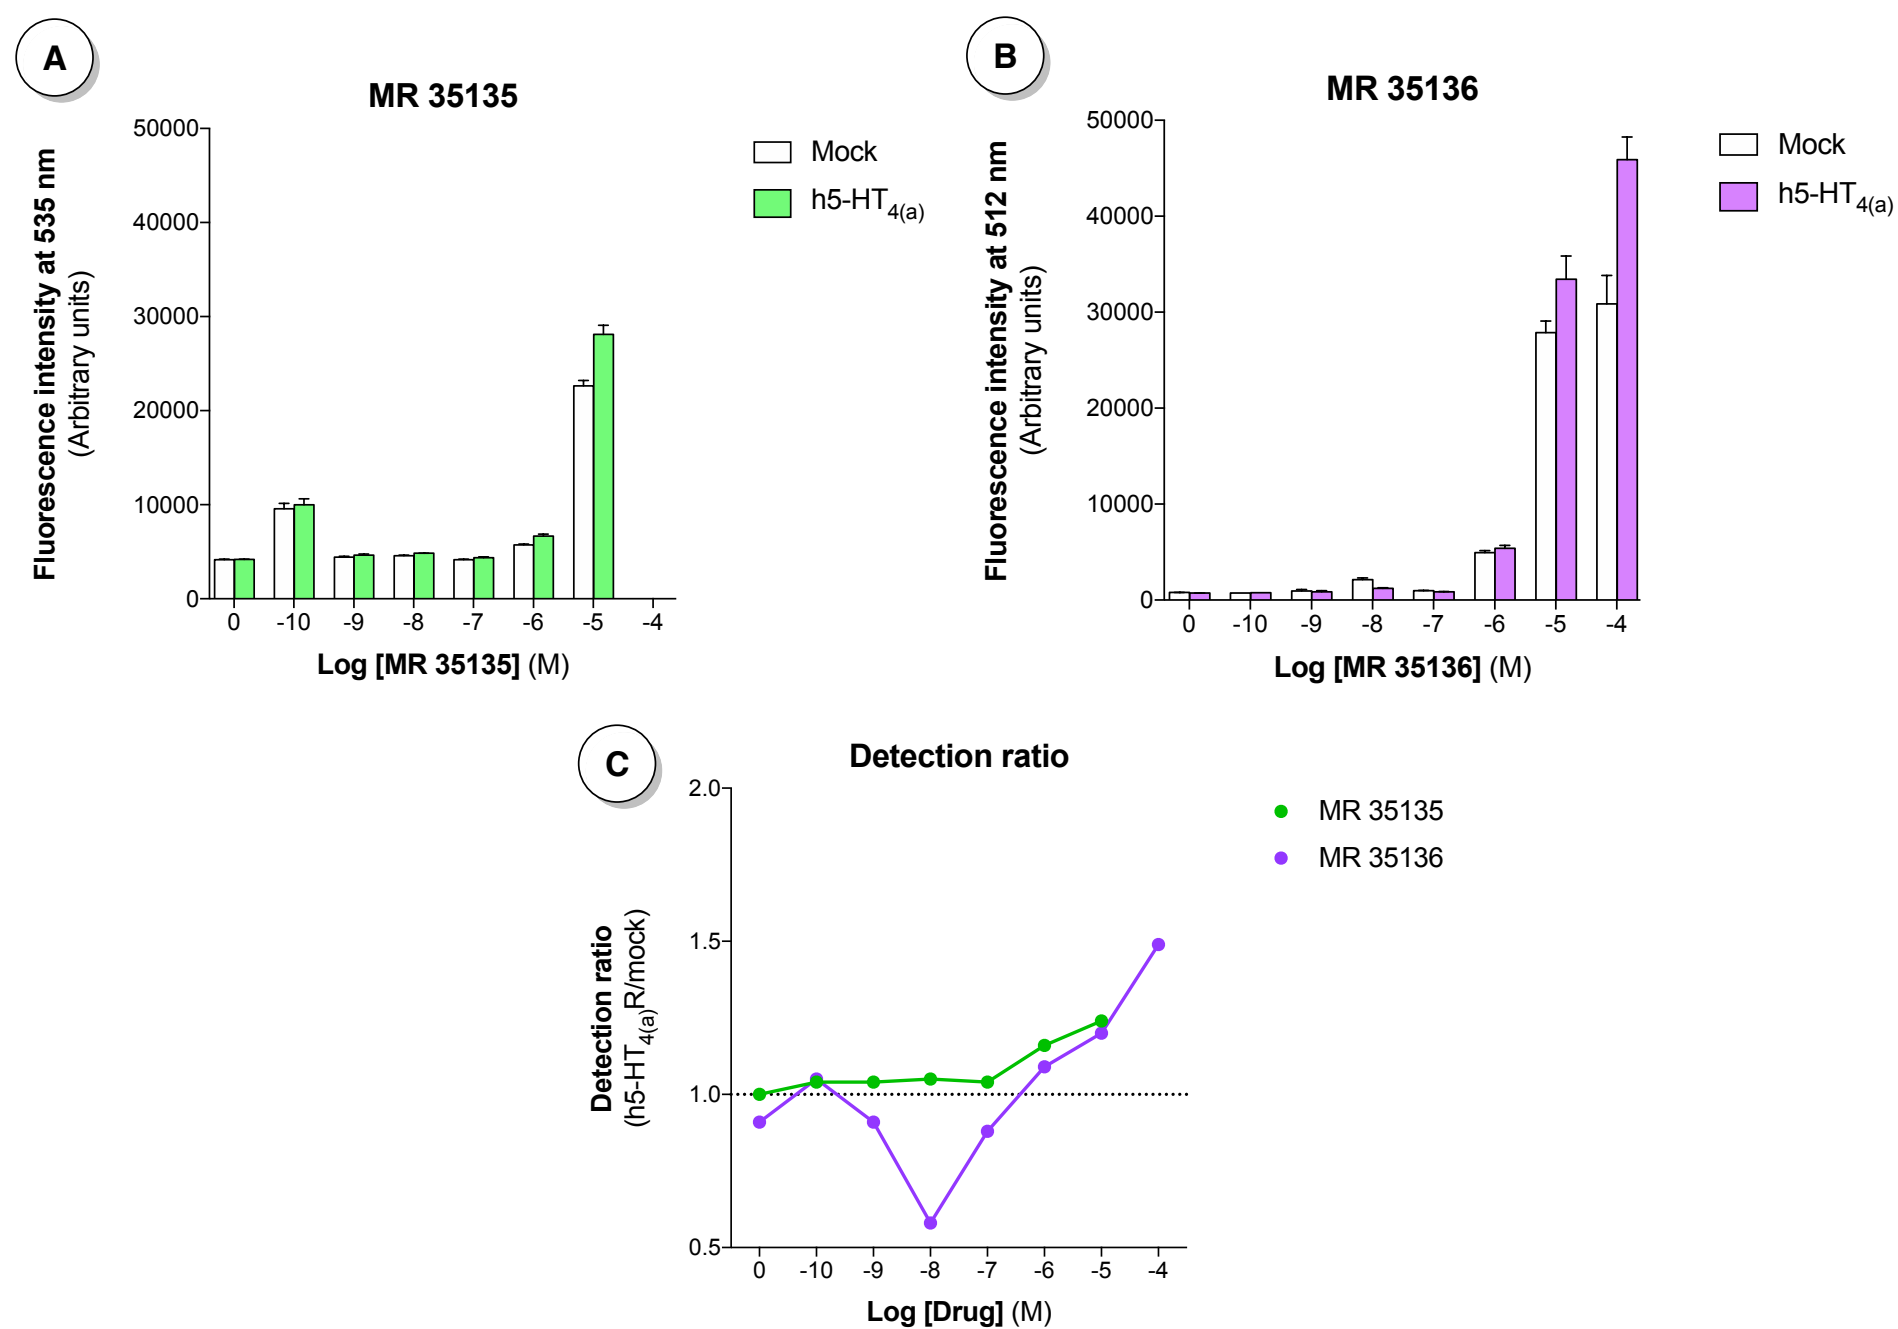 A
MR 35135
Fluorescence intensity at 535 nm
(Arbitrary units)
50000
40000
30000
20000
10000
0
0 -10 -9 -8 -7 -6 -5 -4
Log [MR 35135] (M)
Mock
h5-HT4(a)
B
MR 35136
Fluorescence intensity at 512 nm
(Arbitrary units)
50000
40000
30000
20000
10000
0
0 -10 -9 -8 -7 -6 -5 -4
Log [MR 35136] (M)
Mock
h5-HT4(a)
C
Detection ratio
Detection ratio
(h5-HT4(a)R/mock)
2.0
1.5
1.0
0.5
0 -10 -9 -8 -7 -6 -5 -4
Log [Drug] (M)
MR 35135
MR 35136